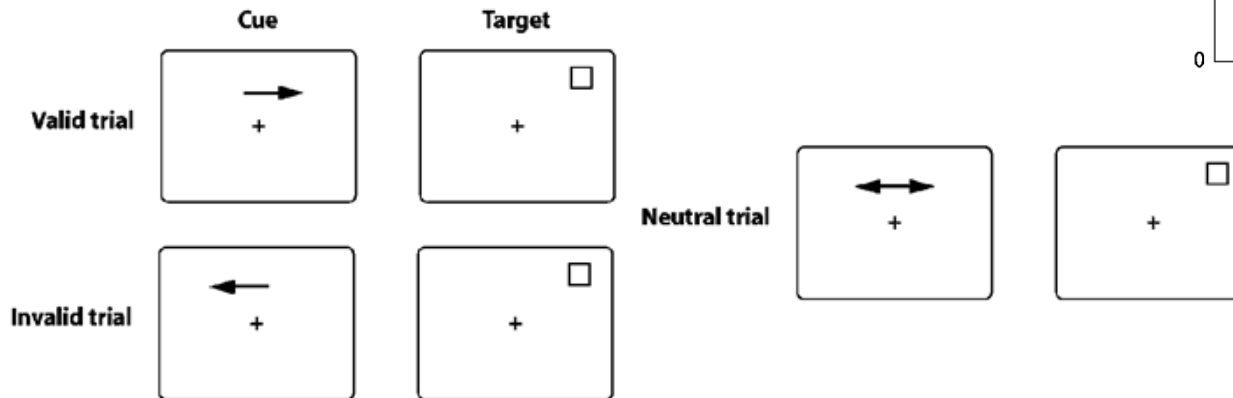 Cue
Target
0
Valid trial
Neutral trial
Invalid trial